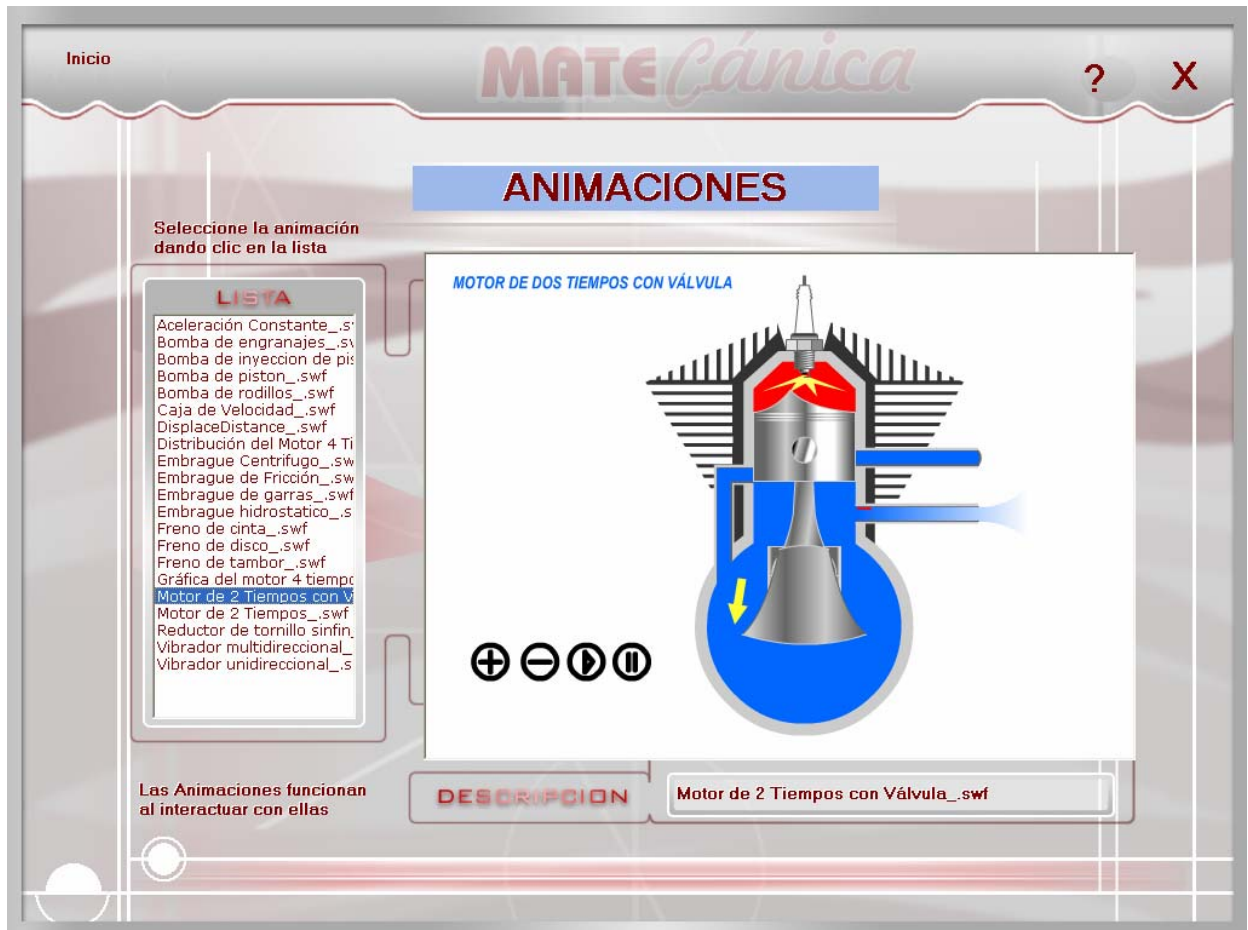 Inicio
MATECánica
?
X
ANIMACIONES
Seleccione la animación
dando clic en la lista
LISTA
Aceleración Constante_.s
Bomba de engranajes_.s
Bomba de inyeccion de pis
Bomba de piston_.swf
Bomba de rodillos_.swf
Caja de Velocidad_.swf
DisplaceDistance_.swf
Distribución del Motor 4 Ti
Embrague Centrifugo_.sw
Embrague de Fricción_.sw
Embrague de garras_.swf
Embrague hidrostatico_.s
Freno de cinta_.swf
Freno de disco_.swf
Freno de tambor_.swf
Gráfica del motor 4 tiempo
Motor de 2 Tiempos con V
Motor de 2 Tiempos_.swf
Reductor de tornillo sinfin_
Vibrador multidireccional_
Vibrador unidireccional_.s
MOTOR DE DOS TIEMPOS CON VÁLVULA
Las Animaciones funcionan
al interactuar con ellas
DESCRIPCION
Motor de 2 Tiempos con Válvula_.swf